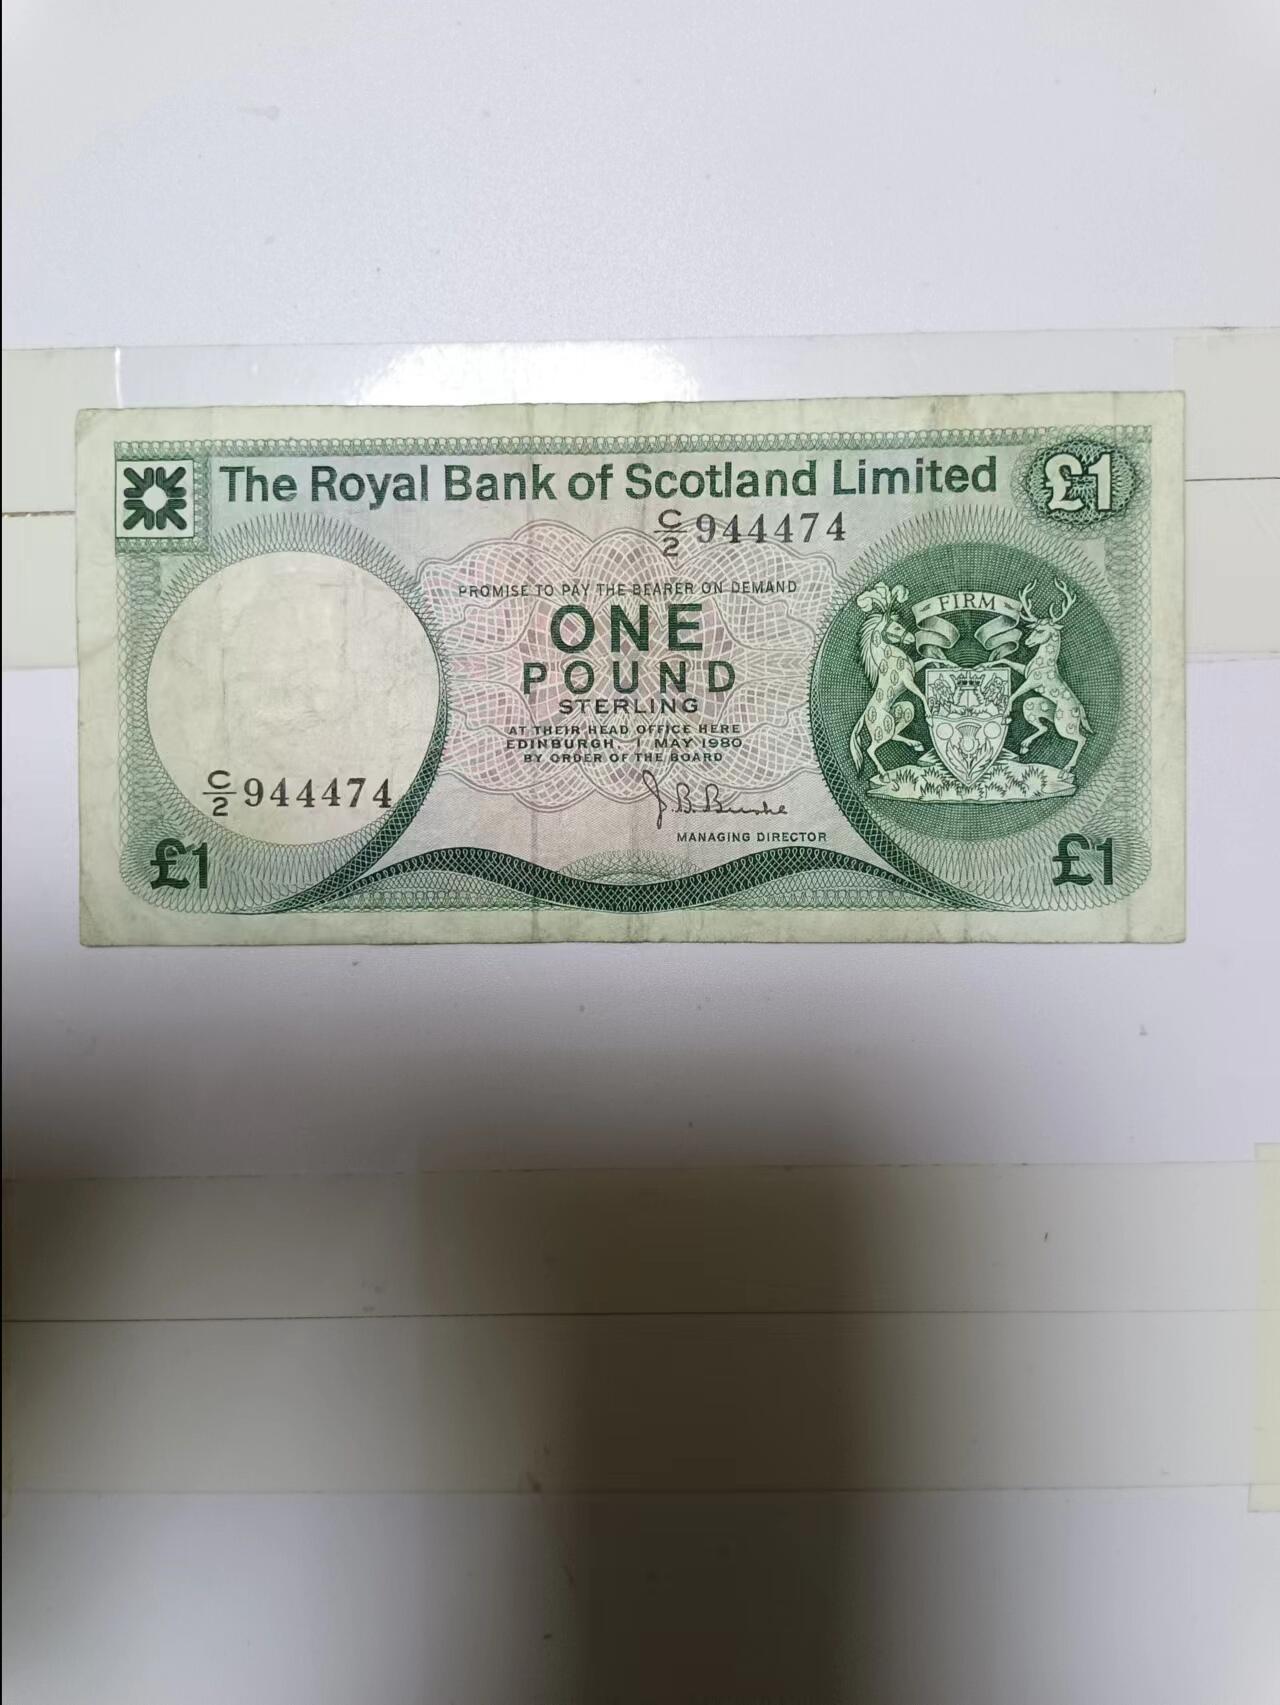 The Royal Bank of Scotland Limited
£1
C/2 944474
PROMISE TO PAY THE BEARER ON DEMAND
ONE
POUND
STERLING
AT THEIR HEAD OFFICE HERE
EDINBURGH, 1 MAY 1980
BY ORDER OF THE BOARD
FIRM
C/2 944474
J. B. Burke
MANAGING DIRECTOR
£1
£1